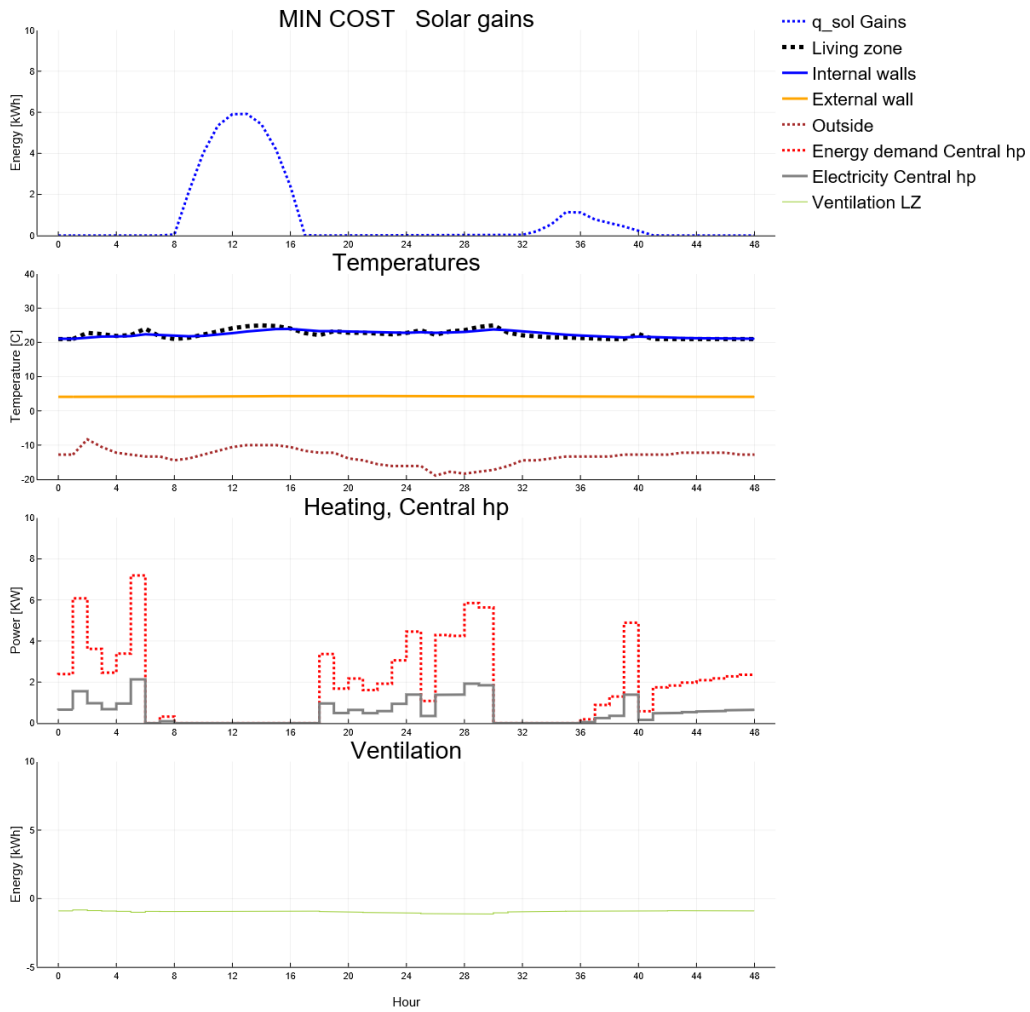 MIN COST   Solar gains
10
8
6
4
2
0
Energy [kWh]
0 4 8 12 16 20 24 28 32 36 40 44 48
q_sol Gains
Living zone
Internal walls
External wall
Outside
Energy demand Central hp
Electricity Central hp
Ventilation LZ
Temperatures
40
30
20
10
0
-10
-20
Temperature [C]
0 4 8 12 16 20 24 28 32 36 40 44 48
Heating, Central hp
10
8
6
4
2
0
Power [KW]
0 4 8 12 16 20 24 28 32 36 40 44 48
Ventilation
10
5
0
-5
Energy [kWh]
0 4 8 12 16 20 24 28 32 36 40 44 48
Hour